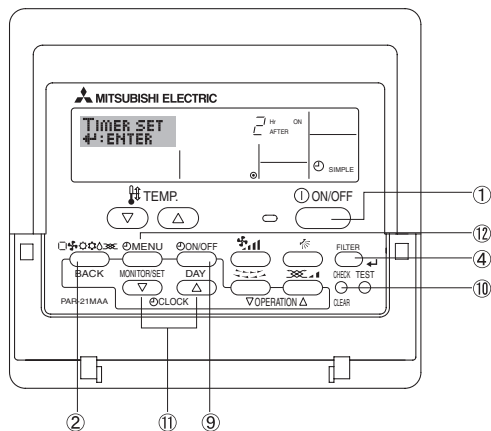 MITSUBISHI ELECTRIC
TIMER SET
↵:ENTER
2 Hr ON
AFTER
SIMPLE
TEMP.
ON/OFF
①
⑫
MENU
ON/OFF
FILTER
④
BACK
MONITOR/SET
DAY
CHECK TEST
⑩
PAR-21MAA
CLOCK
OPERATION
CLEAR
②
⑪
⑨